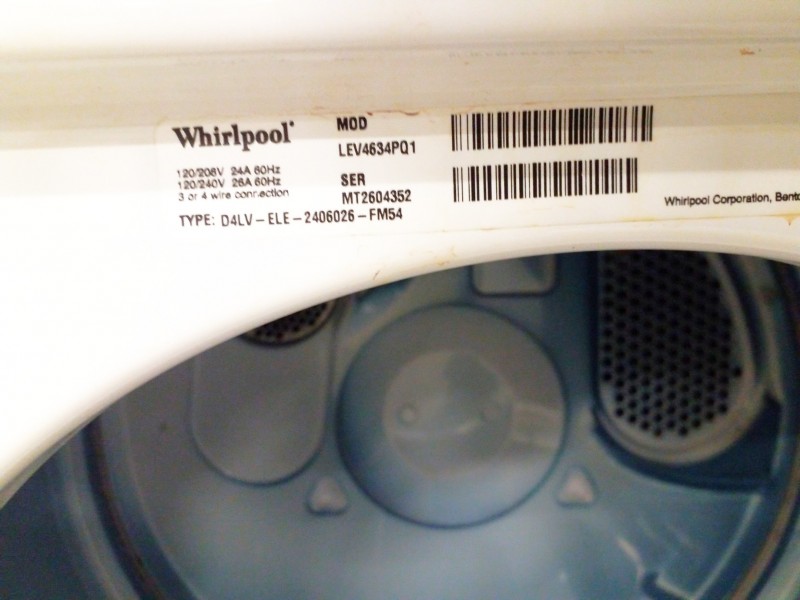 Whirlpool
120/208V 24A 60Hz
120/240V 26A 60Hz
3 or 4 wire connection
TYPE: D4LV-ELE-2406026-FM54
MOD
LEV4634PQ1
SER
MT2604352
Whirlpool Corporation, Bento